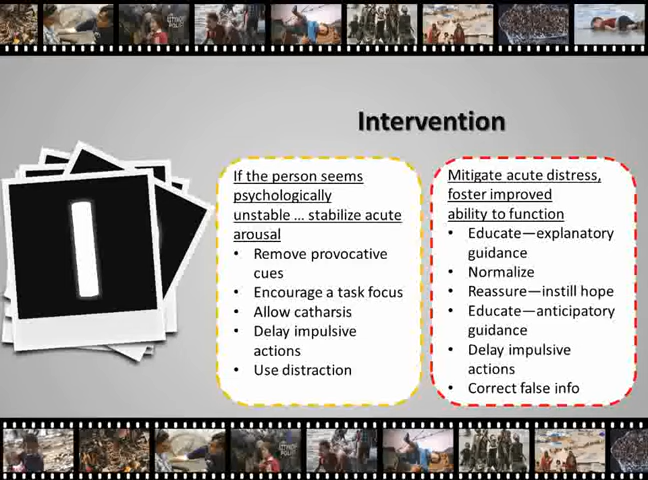 Intervention
I
If the person seems
psychologically
unstable … stabilize acute
arousal
• Remove provocative
cues
• Encourage a task focus
• Allow catharsis
• Delay impulsive
actions
• Use distraction
Mitigate acute distress,
foster improved
ability to function
• Educate—explanatory
guidance
• Normalize
• Reassure—instill hope
• Educate—anticipatory
guidance
• Delay impulsive
actions
• Correct false info